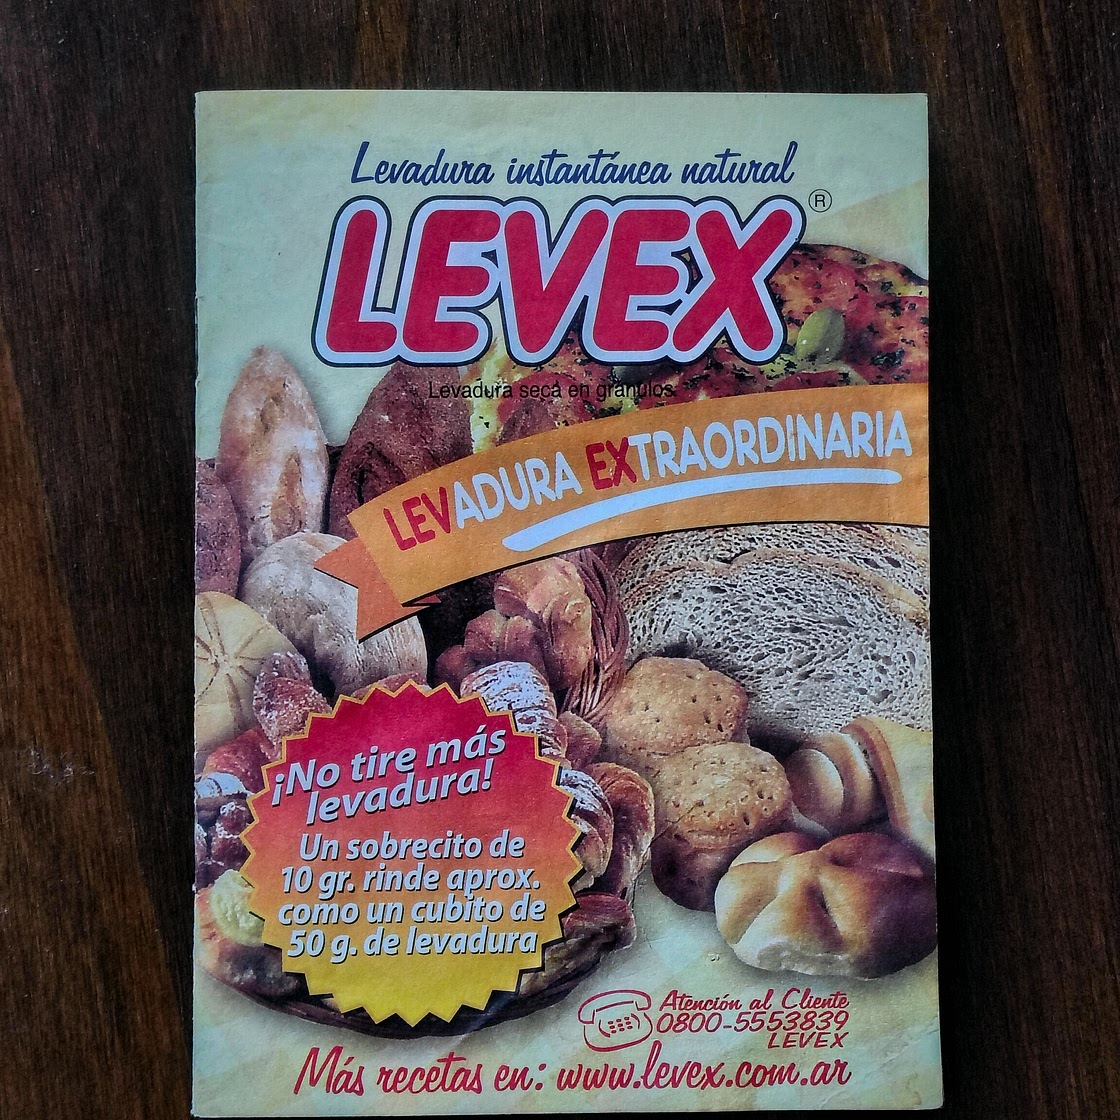 Levadura instantánea natural
LEVEX
®
Levadura seca en gránulos
LEVADURA EXTRAORDINARIA
¡No tire más
levadura!
Un sobrecito de
10 gr. rinde aprox.
como un cubito de
50 g. de levadura
Atención al Cliente
0800-5553839
LEVEX
Más recetas en: www.levex.com.ar